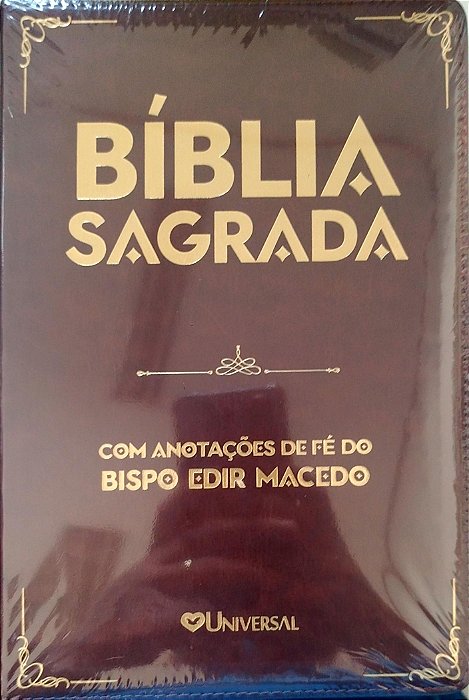 BÍBLIA
SAGRADA
COM ANOTAÇÕES DE FÉ DO
BISPO EDIR MACEDO
UNIVERSAL